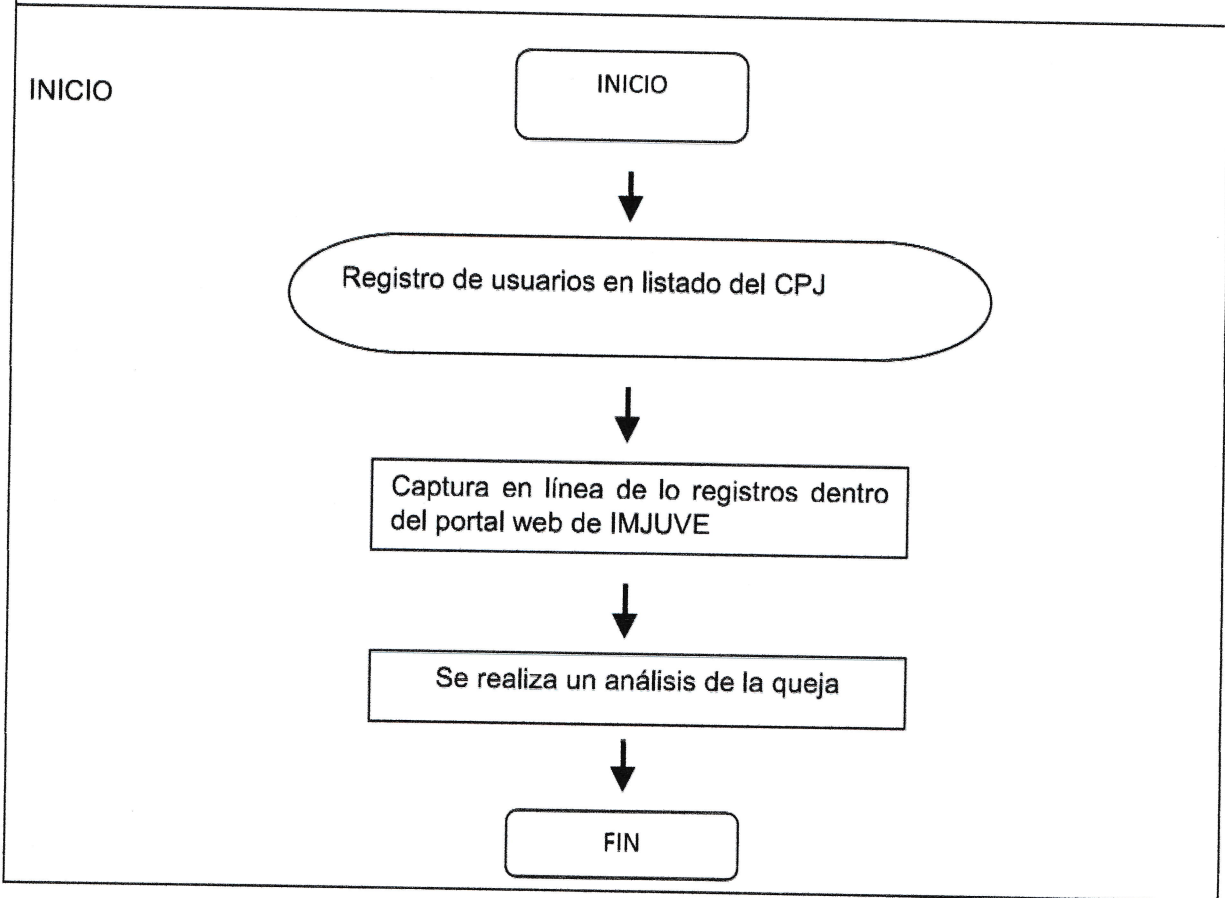 INICIO
INICIO
Registro de usuarios en listado del CPJ
Captura en línea de lo registros dentro
del portal web de IMJUVE
Se realiza un análisis de la queja
FIN